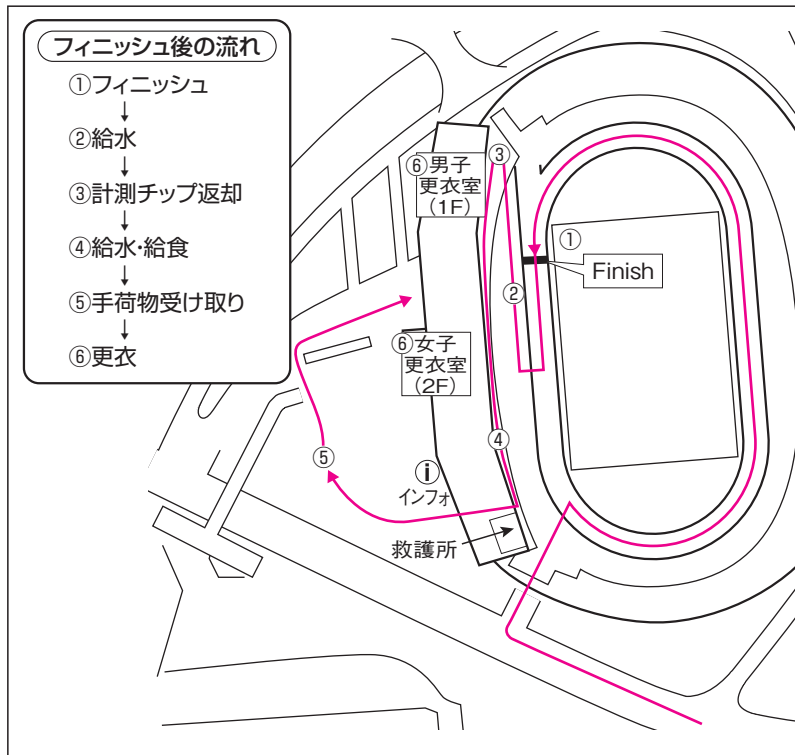 フィニッシュ後の流れ
①フィニッシュ
↓
②給水
↓
③計測チップ返却
↓
④給水・給食
↓
⑤手荷物受け取り
↓
⑥更衣
③
⑥男子
更衣室
(1F)
①
Finish
②
⑥女子
更衣室
(2F)
④
⑤
i
インフォ
救護所